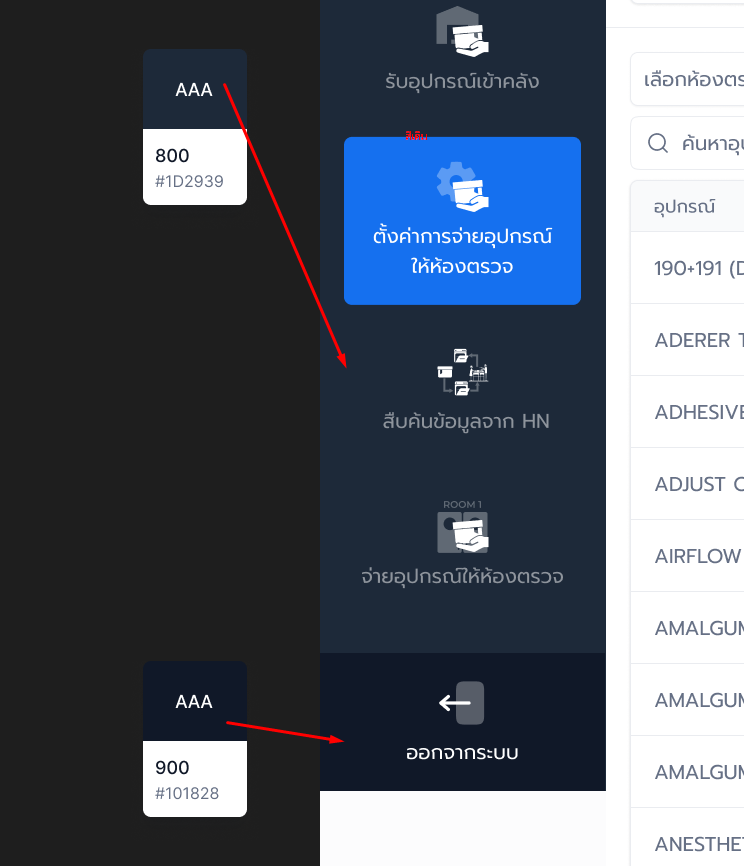 AAA
800
#1D2939
AAA
900
#101828
รับอุปกรณ์เข้าคลัง
ตั้งค่าการจ่ายอุปกรณ์
ให้ห้องตรวจ
สืบค้นข้อมูลจาก HN
ROOM 1
จ่ายอุปกรณ์ให้ห้องตรวจ
ออกจากระบบ
เลือกห้องตร
ค้นหาอุ
อุปกรณ์
190+191 (D
ADERER T
ADHESIVE
ADJUST C
AIRFLOW
AMALGUM
AMALGUM
AMALGUM
ANESTHET